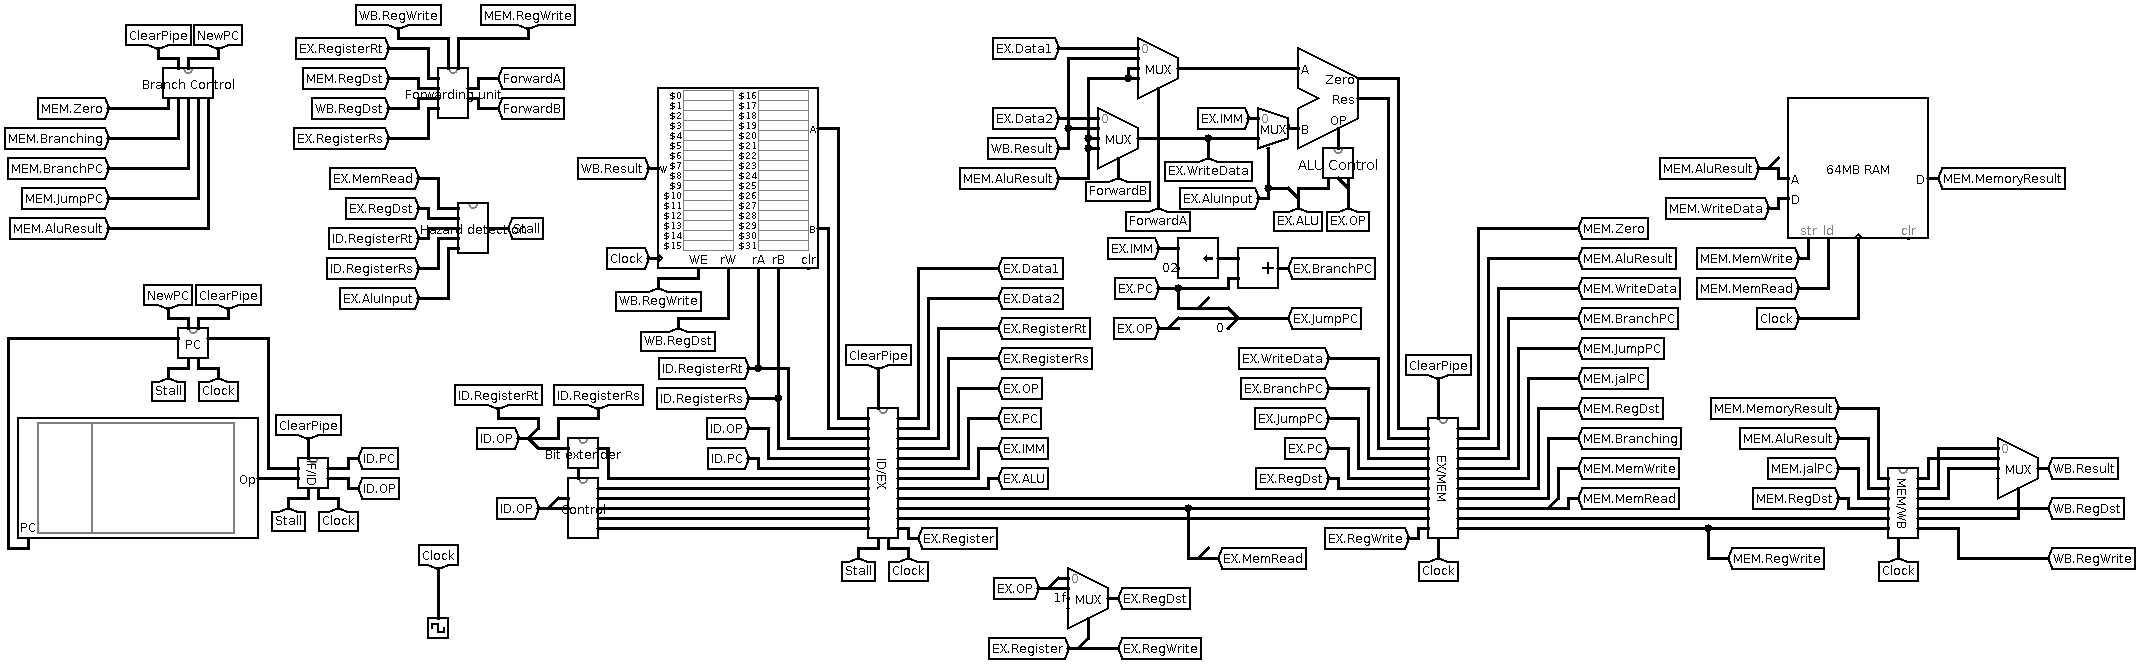 ClearPipe
NewPC
Branch Control
MEM.Zero
MEM.Branching
MEM.BranchPC
MEM.JumpPC
MEM.AluResult
WB.RegWrite
MEM.RegWrite
EX.RegisterRt
MEM.RegDst
WB.RegDst
EX.RegisterRs
Forwarding unit
ForwardA
ForwardB
EX.MemRead
EX.RegDst
ID.RegisterRt
ID.RegisterRs
EX.AluInput
Hazard detection
Stall
NewPC
ClearPipe
PC
Stall
Clock
PC
Op
ClearPipe
IF/ID
ID.PC
ID.OP
Stall
Clock
Clock
WB.Result
Clock
$0 $16
$1 $17
$2 $18
$3 $19
$4 $20
$5 $21
$6 $22
$7 $23
$8 $24
$9 $25
$10 $26
$11 $27
$12 $28
$13 $29
$14 $30
$15 $31
W
A
B
WE rW rA rB clr
WB.RegWrite
WB.RegDst
ID.RegisterRt
ID.RegisterRs
ID.OP
ID.PC
ID.RegisterRt
ID.RegisterRs
ID.OP
Bit extender
ID.OP
Control
ClearPipe
ID/EX
Stall
Clock
EX.Data1
EX.Data2
EX.RegisterRt
EX.RegisterRs
EX.OP
EX.PC
EX.IMM
EX.ALU
EX.Register
EX.MemRead
EX.OP
0
1f
MUX
EX.RegDst
EX.Register
EX.RegWrite
EX.Data1
0
MUX
EX.Data2
0
MUX
WB.Result
MEM.AluResult
ForwardB
ForwardA
EX.IMM
0
MUX
EX.WriteData
EX.AluInput
A
B
Zero
Res
OP
ALU Control
EX.ALU
EX.OP
EX.IMM
02
+
EX.BranchPC
EX.PC
EX.OP
0
EX.JumpPC
EX.WriteData
EX.BranchPC
EX.JumpPC
EX.PC
EX.RegDst
EX.RegWrite
ClearPipe
EX/MEM
Clock
MEM.Zero
MEM.AluResult
MEM.WriteData
MEM.BranchPC
MEM.JumpPC
MEM.jalPC
MEM.RegDst
MEM.Branching
MEM.MemWrite
MEM.MemRead
MEM.RegWrite
MEM.AluResult
MEM.WriteData
A
D
64MB RAM
D
MEM.MemoryResult
str ld clr
MEM.MemWrite
MEM.MemRead
Clock
MEM.MemoryResult
MEM.AluResult
MEM.jalPC
MEM.RegDst
MEM/WB
Clock
0
MUX
WB.Result
WB.RegDst
WB.RegWrite